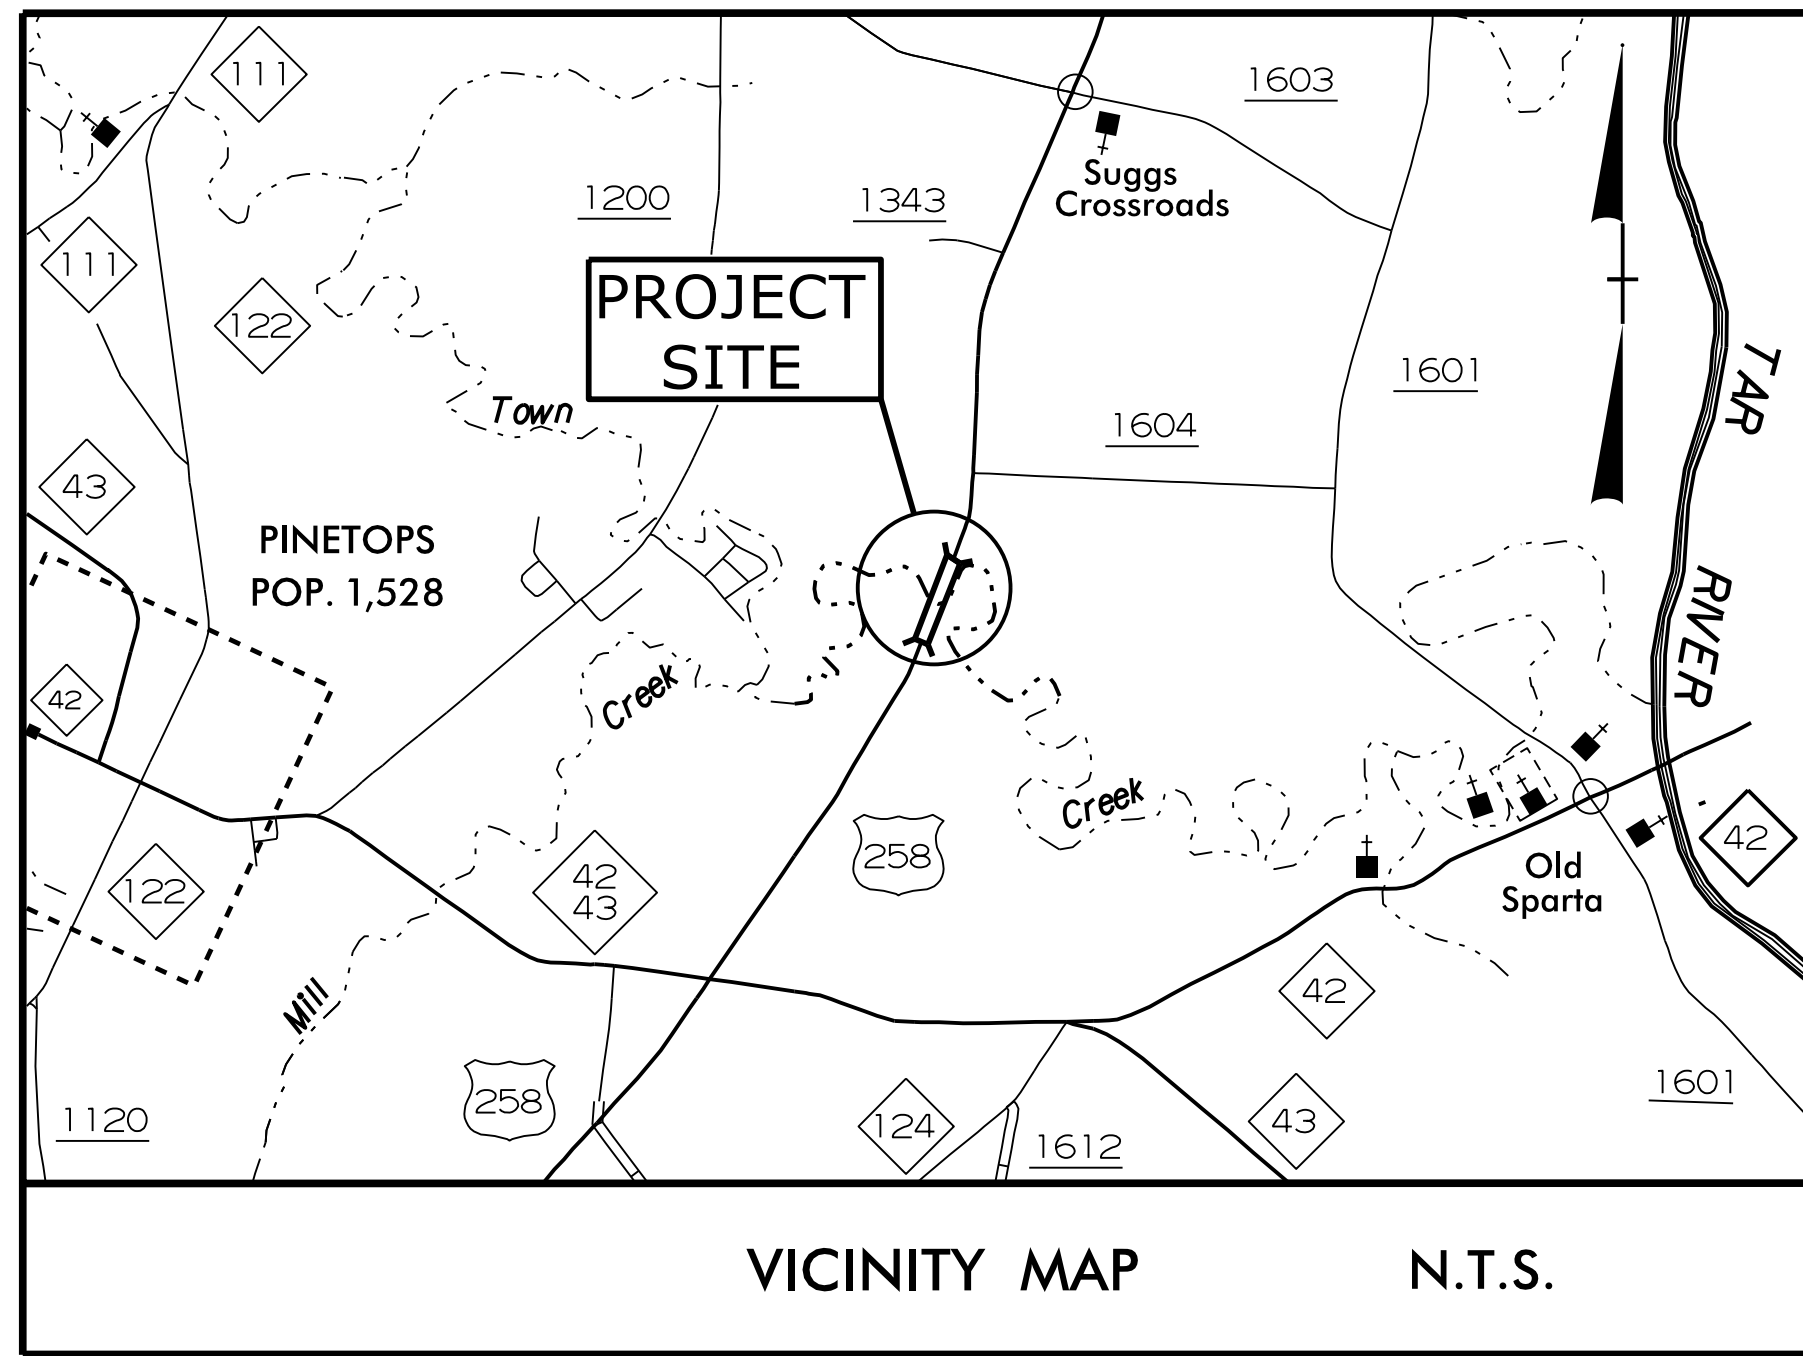 111
1603
1200
1343
Suggs
Crossroads
111
122
PROJECT
SITE
1601
TAR
Town
1604
43
PINETOPS
POP. 1,528
RIVER
42
Creek
Creek
42
258
42
43
Old
Sparta
122
Mill
42
258
1601
1120
124
43
1612
VICINITY MAP N.T.S.